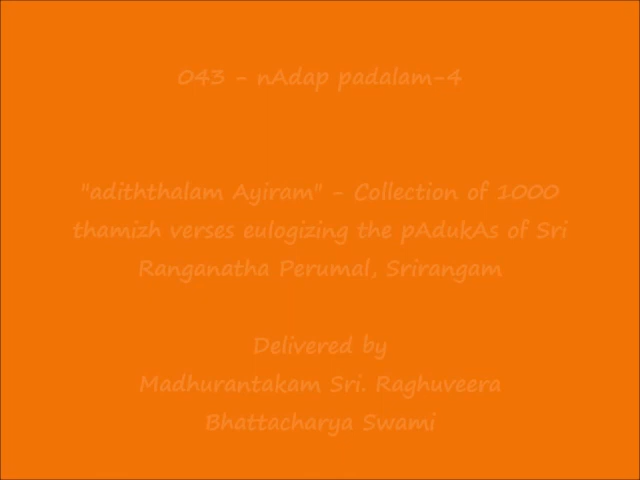 043 - nAdap padalam-4
"adiththalam Ayiram" - Collection of 1000
thamizh verses eulogizing the pAdukAs of Sri
Ranganatha Perumal, Srirangam
Delivered by
Madhurantakam Sri. Raghuveera
Bhattacharya Swami